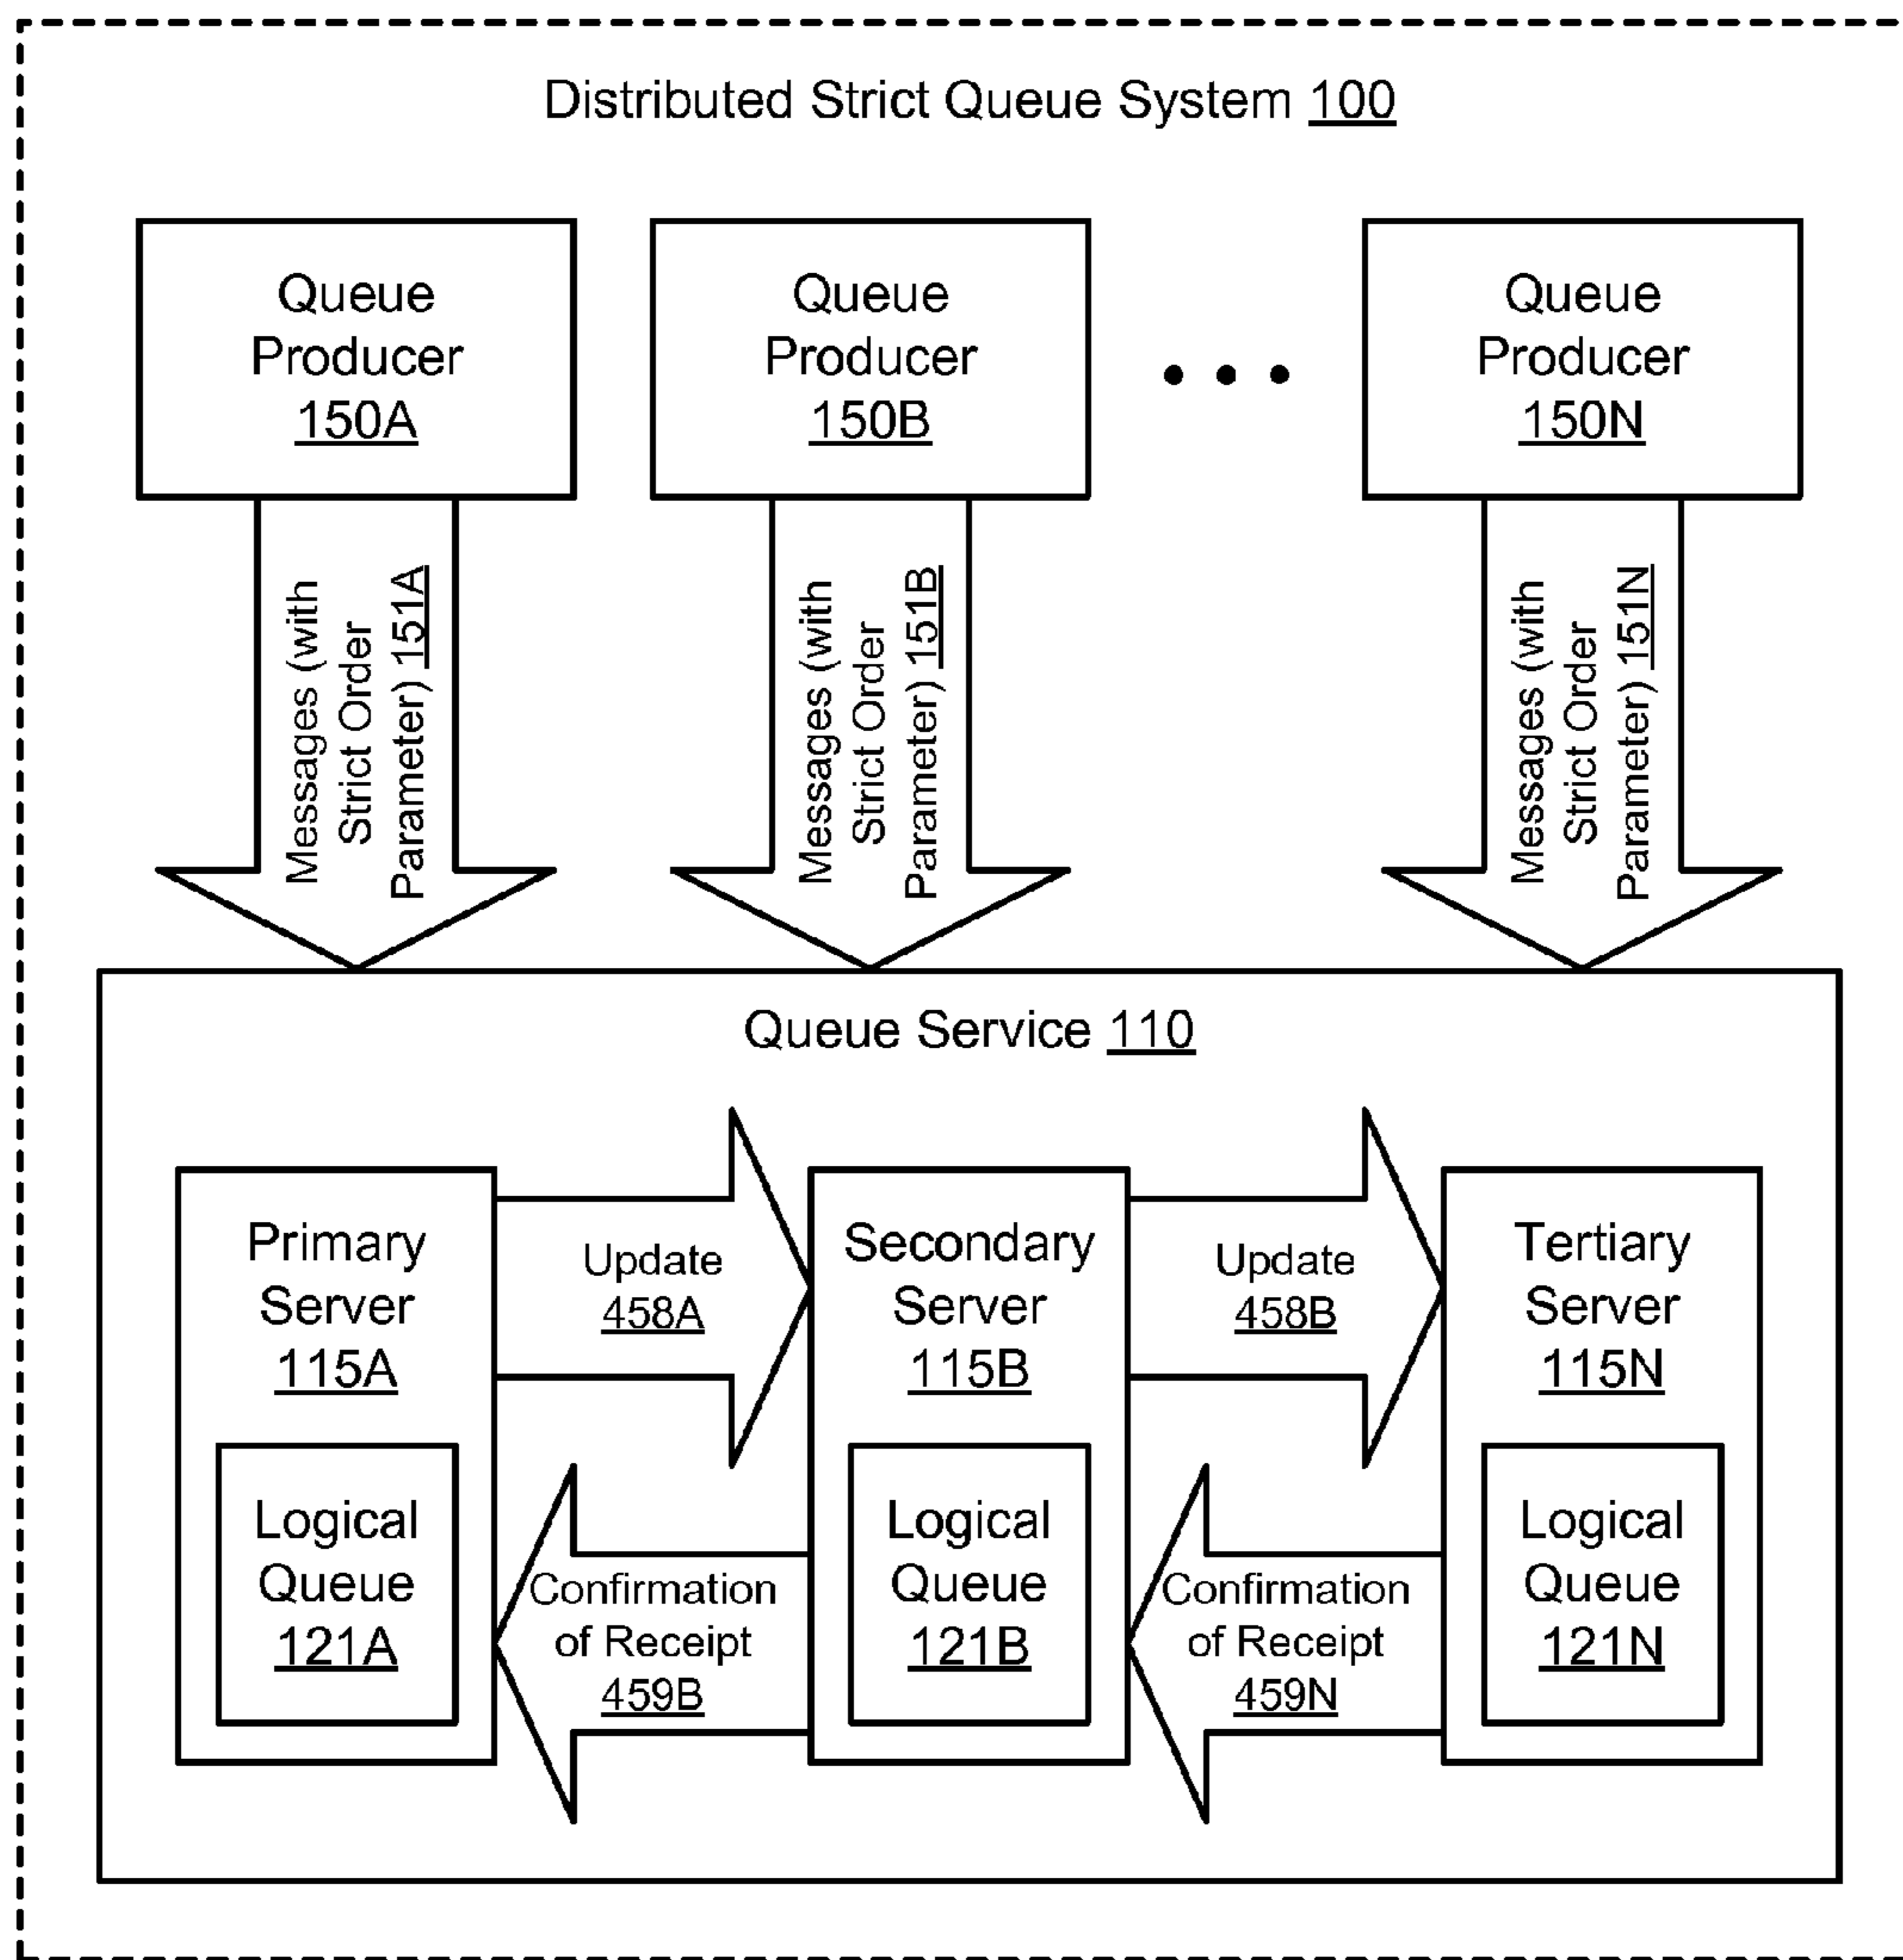 Distributed Strict Queue System 100
Queue
Producer
150A
Queue
Producer
150B
Queue
Producer
150N
Messages (with
Strict Order
Parameter) 151A
Messages (with
Strict Order
Parameter) 151B
Messages (with
Strict Order
Parameter) 151N
Queue Service 110
Primary
Server
115A
Update
458A
Secondary
Server
115B
Update
458B
Tertiary
Server
115N
Logical
Queue
121A
Confirmation
of Receipt
459B
Logical
Queue
121B
Confirmation
of Receipt
459N
Logical
Queue
121N